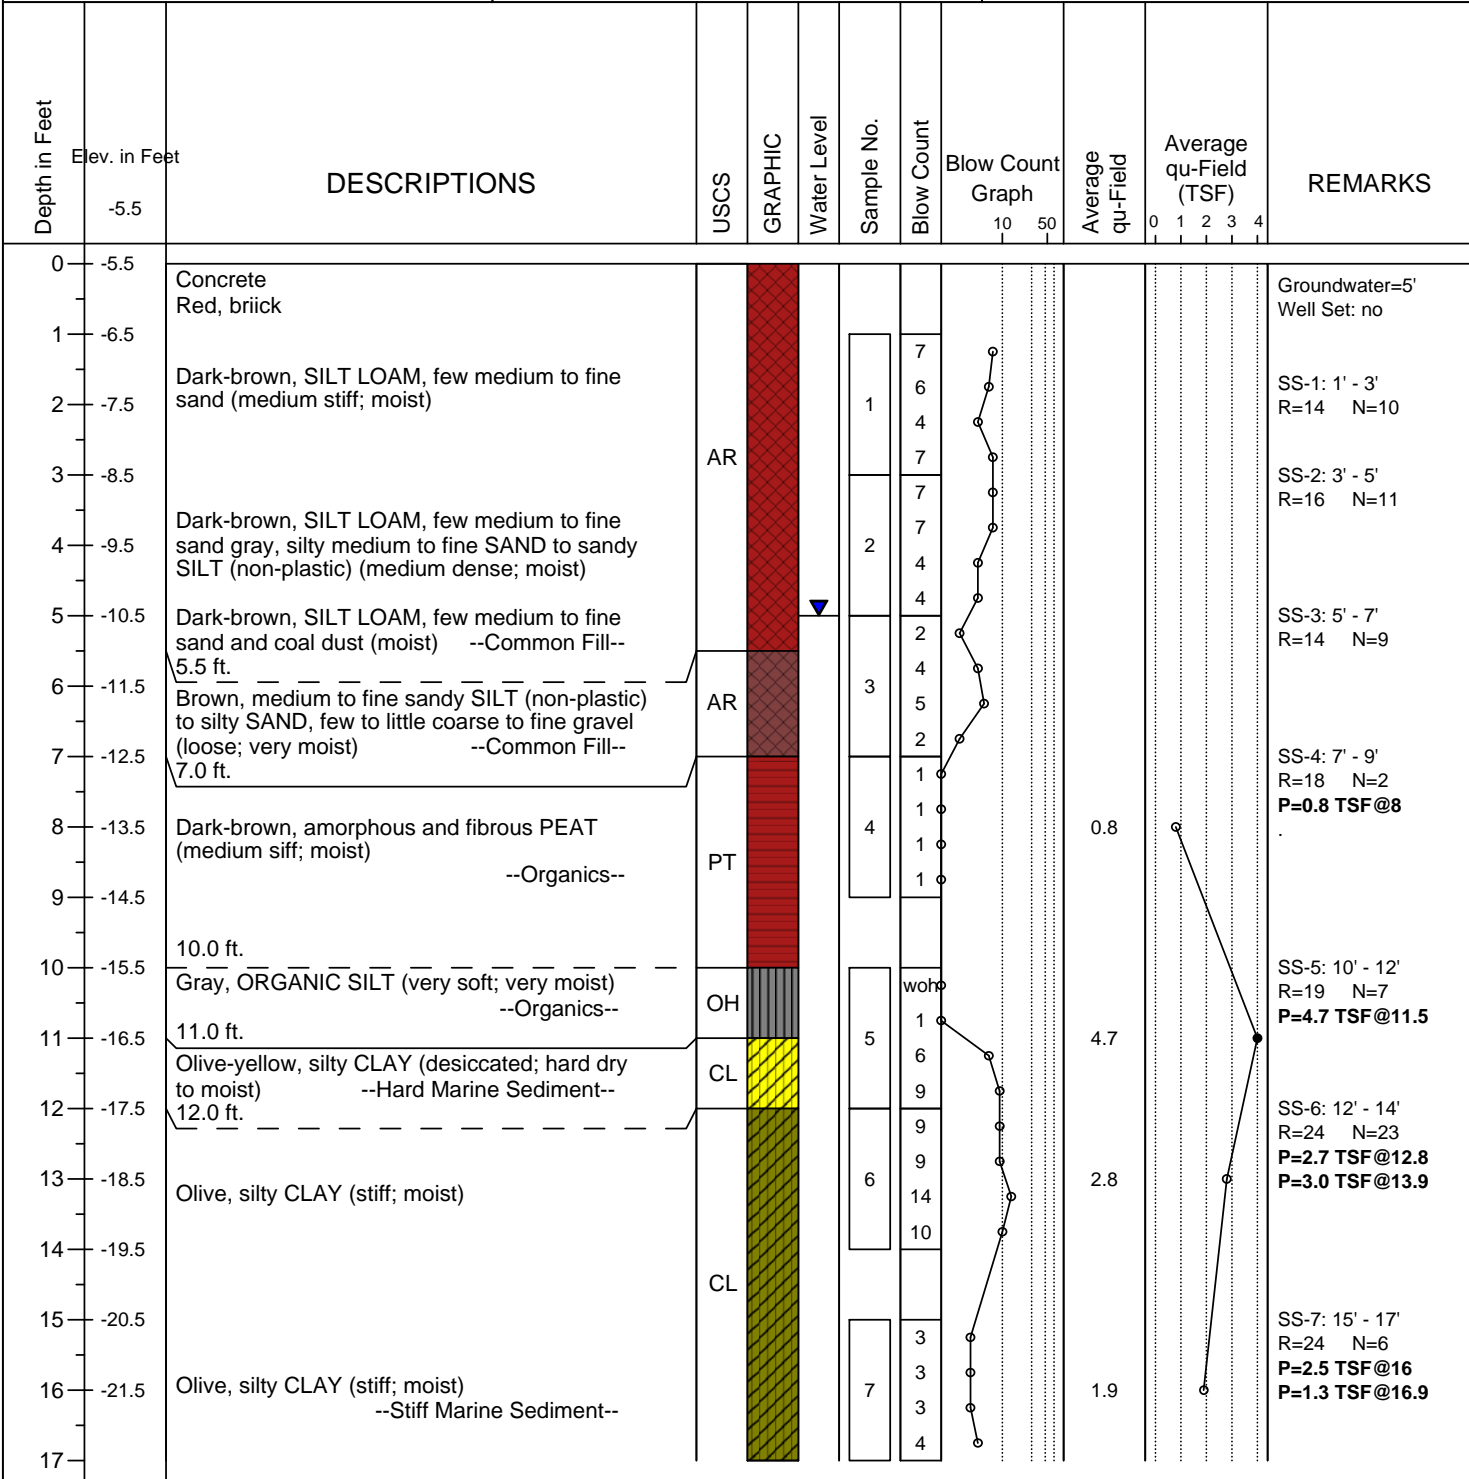 Depth in Feet
Elev. in Feet
-5.5
DESCRIPTIONS
USCS
GRAPHIC
Water Level
Sample No.
Blow Count
Blow Count
Graph
10 50
Average
qu-Field
Average
qu-Field
(TSF)
0 1 2 3 4
REMARKS
0 -5.5
Concrete
Red, briick
Groundwater=5'
Well Set: no
1 -6.5
7
Dark-brown, SILT LOAM, few medium to fine
sand (medium stiff; moist)
6
SS-1: 1' - 3'
R=14 N=10
2 -7.5
1
4
AR
7
3 -8.5
SS-2: 3' - 5'
R=16 N=11
7
Dark-brown, SILT LOAM, few medium to fine
sand gray, silty medium to fine SAND to sandy
SILT (non-plastic) (medium dense; moist)
7
4 -9.5
2
4
4
5 -10.5
Dark-brown, SILT LOAM, few medium to fine
sand and coal dust (moist) --Common Fill--
5.5 ft.
2
SS-3: 5' - 7'
R=14 N=9
4
6 -11.5
3
Brown, medium to fine sandy SILT (non-plastic)
to silty SAND, few to little coarse to fine gravel
(loose; very moist) --Common Fill--
7.0 ft.
AR
5
2
7 -12.5
SS-4: 7' - 9'
R=18 N=2
P=0.8 TSF@8
.
1
1
8 -13.5
Dark-brown, amorphous and fibrous PEAT
(medium siff; moist)
--Organics--
4
0.8
1
PT
1
9 -14.5
10.0 ft.
10 -15.5
Gray, ORGANIC SILT (very soft; very moist)
--Organics--
11.0 ft.
woh
OH
1
SS-5: 10' - 12'
R=19 N=7
P=4.7 TSF@11.5
11 -16.5
5
4.7
Olive-yellow, silty CLAY (desiccated; hard dry
to moist) --Hard Marine Sediment--
12.0 ft.
6
CL
9
12 -17.5
SS-6: 12' - 14'
R=24 N=23
P=2.7 TSF@12.8
P=3.0 TSF@13.9
9
9
13 -18.5
6
2.8
Olive, silty CLAY (stiff; moist)
14
10
14 -19.5
CL
15 -20.5
SS-7: 15' - 17'
R=24 N=6
P=2.5 TSF@16
P=1.3 TSF@16.9
3
3
16 -21.5
Olive, silty CLAY (stiff; moist)
--Stiff Marine Sediment--
7
1.9
3
4
17